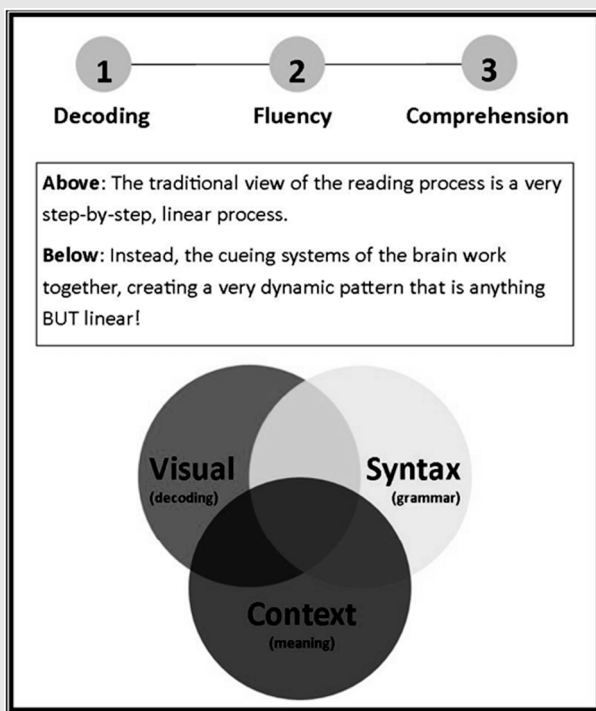 1 2 3
Decoding Fluency Comprehension
Above: The traditional view of the reading process is a very
step-by-step, linear process.
Below: Instead, the cueing systems of the brain work
together, creating a very dynamic pattern that is anything
BUT linear!
Visual Syntax
(decoding) (grammar)
Context
(meaning)